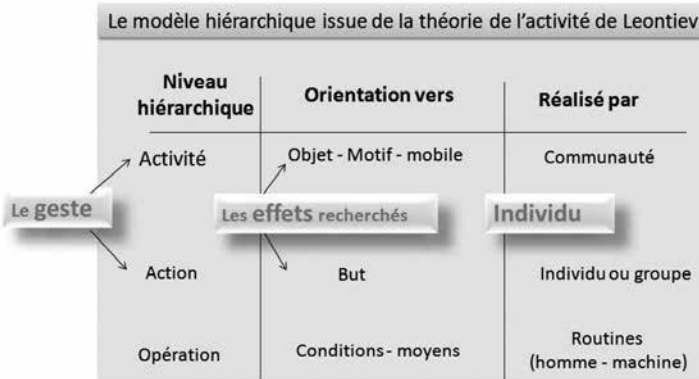 Le modèle hiérarchique issue de la théorie de l'activité de Leontiev
Niveau
hiérarchique
Orientation vers
Réalisé par
Activité
Objet - Motif - mobile
Communauté
Le geste
Les effets recherchés
Individu
Action
But
Individu ou groupe
Opération
Conditions - moyens
Routines
(homme - machine)